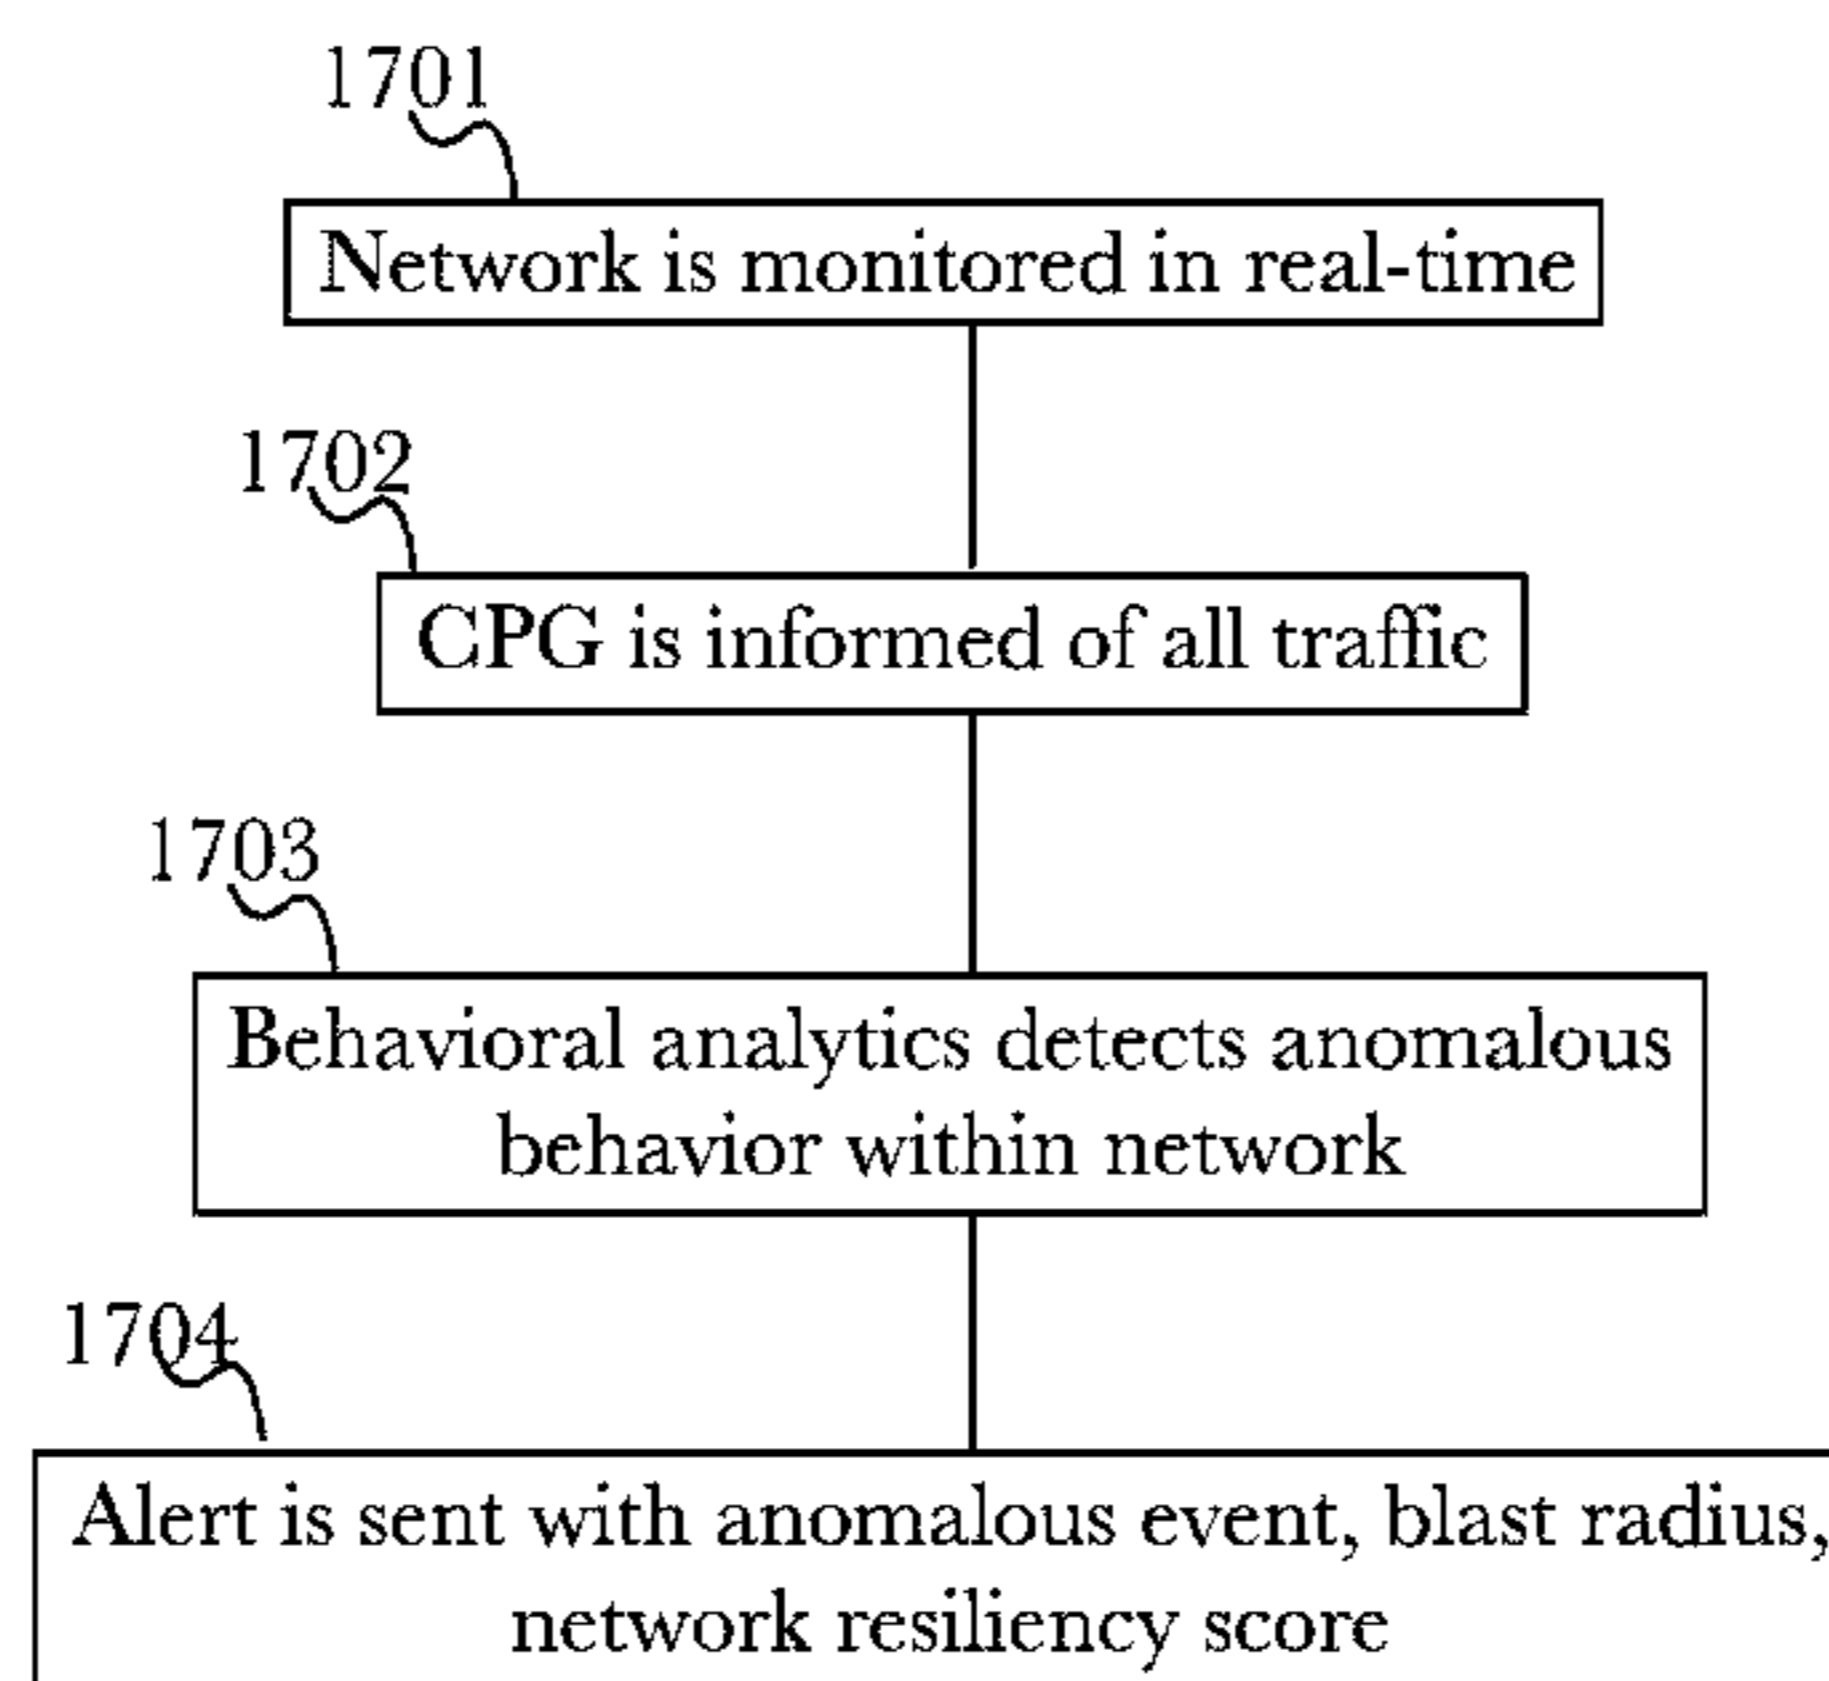 1701
Network is monitored in real-time
1702
CPG is informed of all traffic
1703
Behavioral analytics detects anomalous
behavior within network
1704
Alert is sent with anomalous event, blast radius,
network resiliency score